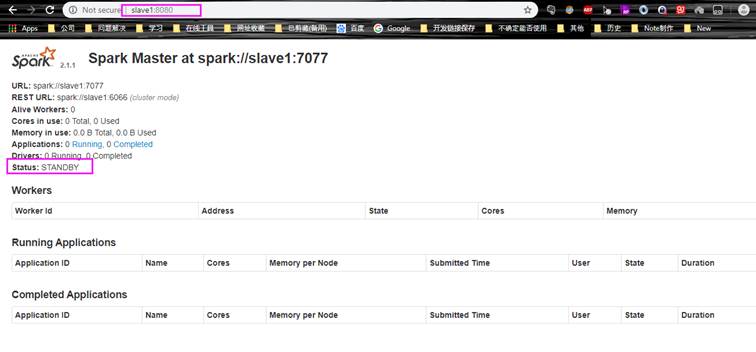 Not secure slave1:8080
Apps 公司 问题解决 学习 在线工具 网址收藏 已剪藏(备用) 百度 Google 开发链接保存 不确定能否使用 其他 历史 Note制作 New
APACHE Spark 2.1.1 Spark Master at spark://slave1:7077
URL: spark://slave1:7077
REST URL: spark://slave1:6066 (cluster mode)
Alive Workers: 0
Cores in use: 0 Total, 0 Used
Memory in use: 0.0 B Total, 0.0 B Used
Applications: 0 Running, 0 Completed
Drivers: 0 Running, 0 Completed
Status: STANDBY
Workers
Worker Id Address State Cores Memory
Running Applications
Application ID Name Cores Memory per Node Submitted Time User State Duration
Completed Applications
Application ID Name Cores Memory per Node Submitted Time User State Duration